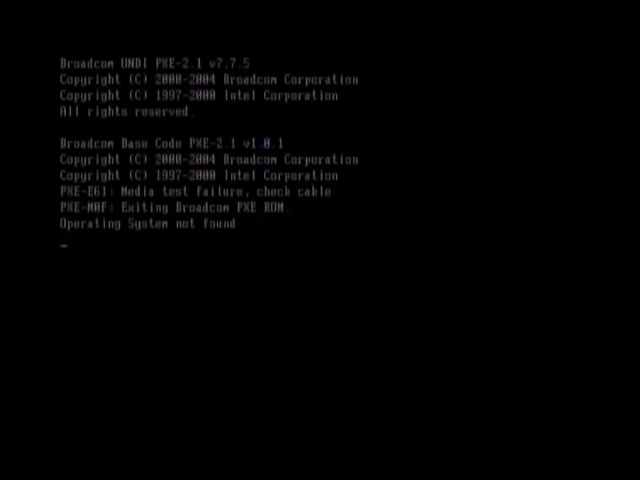 Broadcom UNDI PXE-2.1 v7.7.5
Copyright (C) 2000-2004 Broadcom Corporation
Copyright (C) 1997-2000 Intel Corporation
All rights reserved.
Broadcom Base Code PXE-2.1 v1.0.1
Copyright (C) 2000-2004 Broadcom Corporation
Copyright (C) 1997-2000 Intel Corporation
PXE-E61: Media test failure, check cable
PXE-M0F: Exiting Broadcom PXE ROM.
Operating System not found